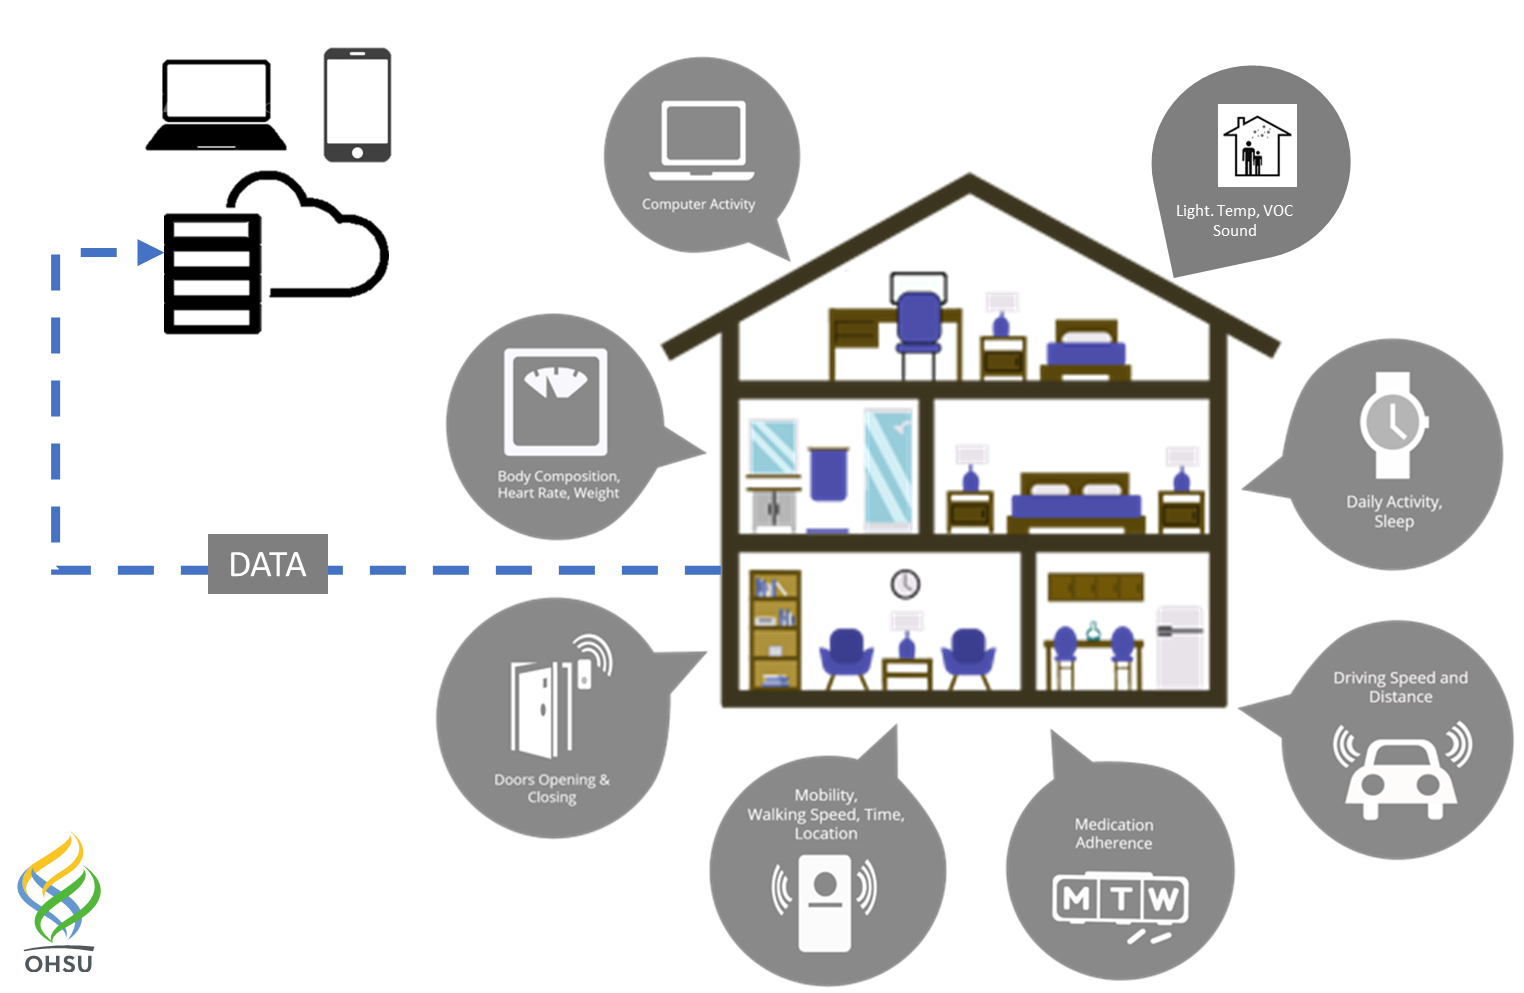 Computer Activity
Light. Temp, VOC
Sound
Body Composition,
Heart Rate, Weight
Daily Activity,
Sleep
DATA
Doors Opening &
Closing
Driving Speed and
Distance
Mobility,
Walking Speed, Time,
Location
Medication
Adherence
M T W
OHSU